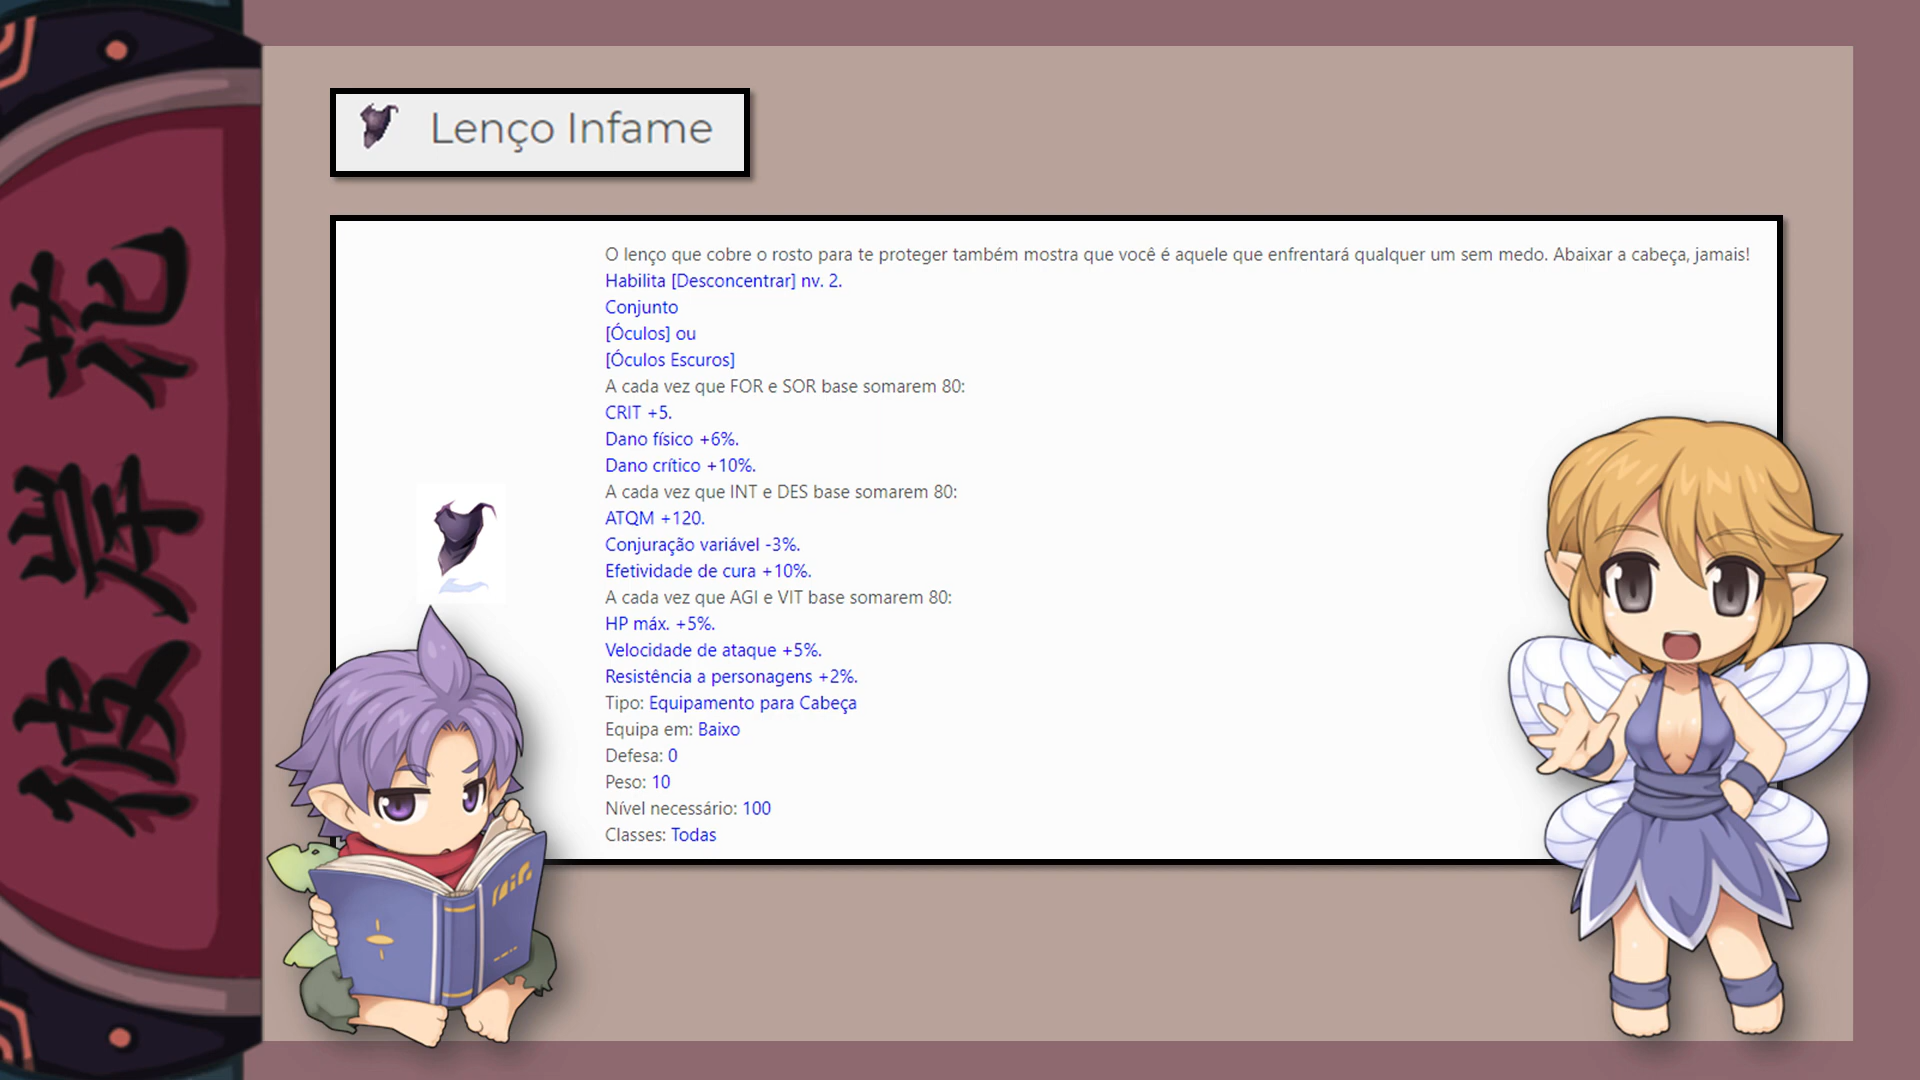 花
岸
彼
Lenço Infame
O lenço que cobre o rosto para te proteger também mostra que você é aquele que enfrentará qualquer um sem medo. Abaixar a cabeça, jamais!
Habilita [Desconcentrar] nv. 2.
Conjunto
[Óculos] ou
[Óculos Escuros]
A cada vez que FOR e SOR base somarem 80:
CRIT +5.
Dano físico +6%.
Dano crítico +10%.
A cada vez que INT e DES base somarem 80:
ATQM +120.
Conjuração variável -3%.
Efetividade de cura +10%.
A cada vez que AGI e VIT base somarem 80:
HP máx. +5%.
Velocidade de ataque +5%.
Resistência a personagens +2%.
Tipo: Equipamento para Cabeça
Equipa em: Baixo
Defesa: 0
Peso: 10
Nível necessário: 100
Classes: Todas